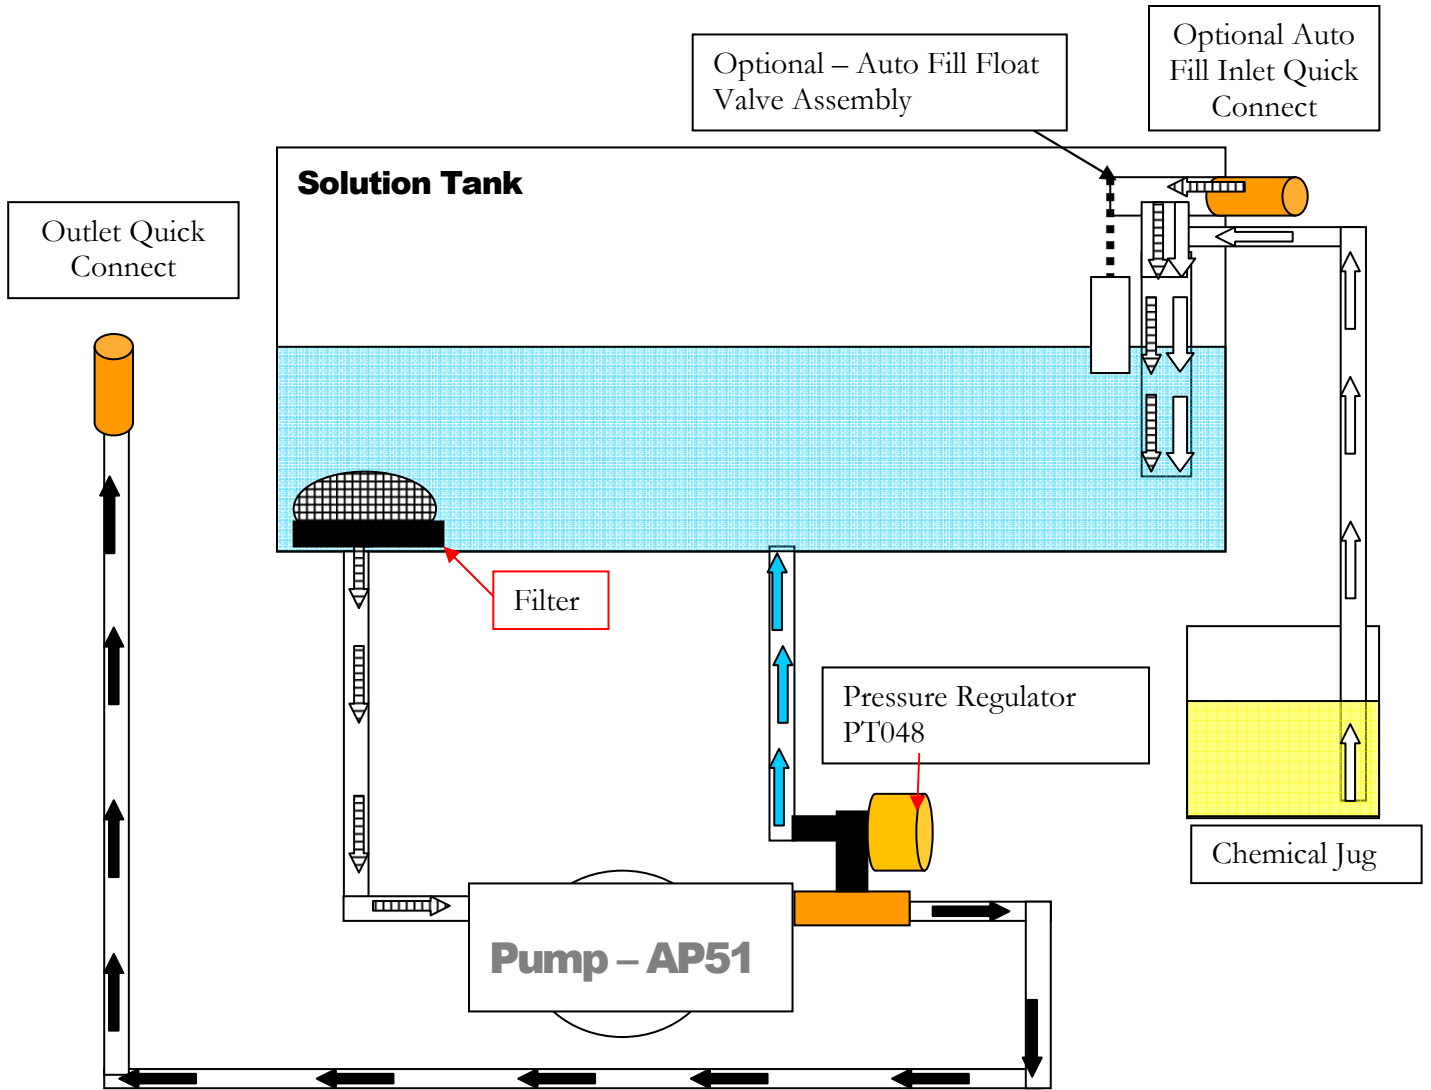 Optional Auto
Fill Inlet Quick
Connect
Optional – Auto Fill Float
Valve Assembly
Solution Tank
Outlet Quick
Connect
Filter
Pressure Regulator
PT048
Chemical Jug
Pump – AP51